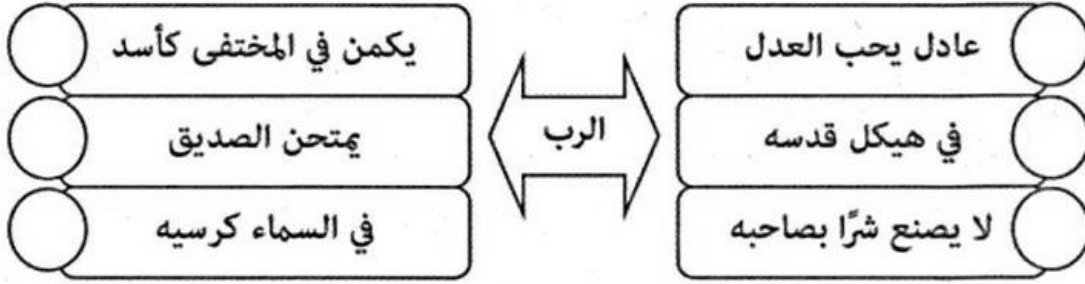 عادل يحب العدل
في هيكل قدسه
لا يصنع شرًا بصاحبه
الرب
يكمن في المختفى كأسد
يمتحن الصديق
في السماء كرسيه